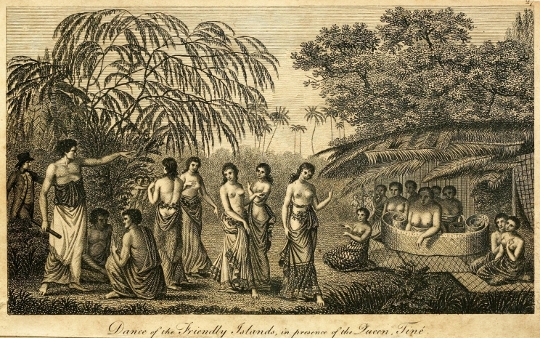 Dance of the Friendly Islands, in presence of the Queen, Tiné